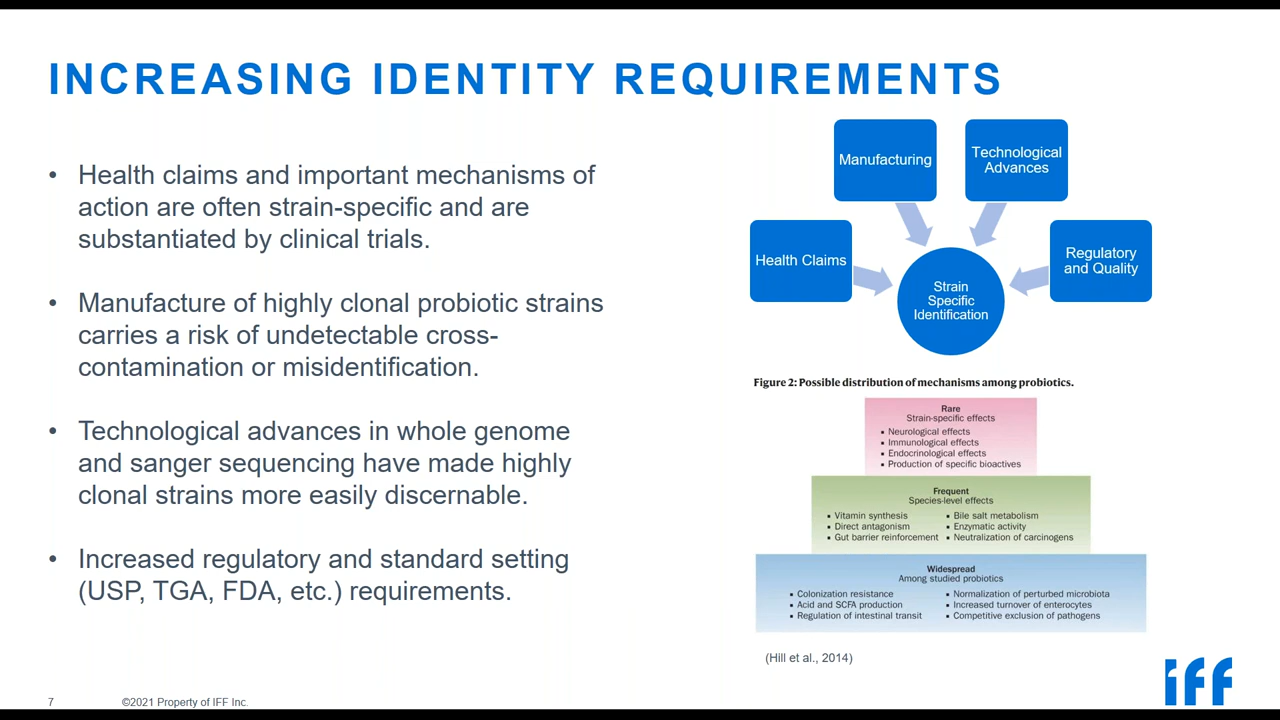 INCREASING IDENTITY REQUIREMENTS
• Health claims and important mechanisms of
action are often strain-specific and are
substantiated by clinical trials.
• Manufacture of highly clonal probiotic strains
carries a risk of undetectable cross-
contamination or misidentification.
• Technological advances in whole genome
and sanger sequencing have made highly
clonal strains more easily discernable.
• Increased regulatory and standard setting
(USP, TGA, FDA, etc.) requirements.
Manufacturing
Technological
Advances
Health Claims
Regulatory
and Quality
Strain
Specific
Identification
Figure 2: Possible distribution of mechanisms among probiotics.
Rare
Strain-specific effects
▪ Neurological effects
▪ Immunological effects
▪ Endocrinological effects
▪ Production of specific bioactives
Frequent
Species-level effects
▪ Vitamin synthesis ▪ Bile salt metabolism
▪ Direct antagonism ▪ Enzymatic activity
▪ Gut barrier reinforcement ▪ Neutralization of carcinogens
Widespread
Among studied probiotics
▪ Colonization resistance ▪ Normalization of perturbed microbiota
▪ Acid and SCFA production ▪ Increased turnover of enterocytes
▪ Regulation of intestinal transit ▪ Competitive exclusion of pathogens
(Hill et al., 2014)
iff
7 ©2021 Property of IFF Inc.